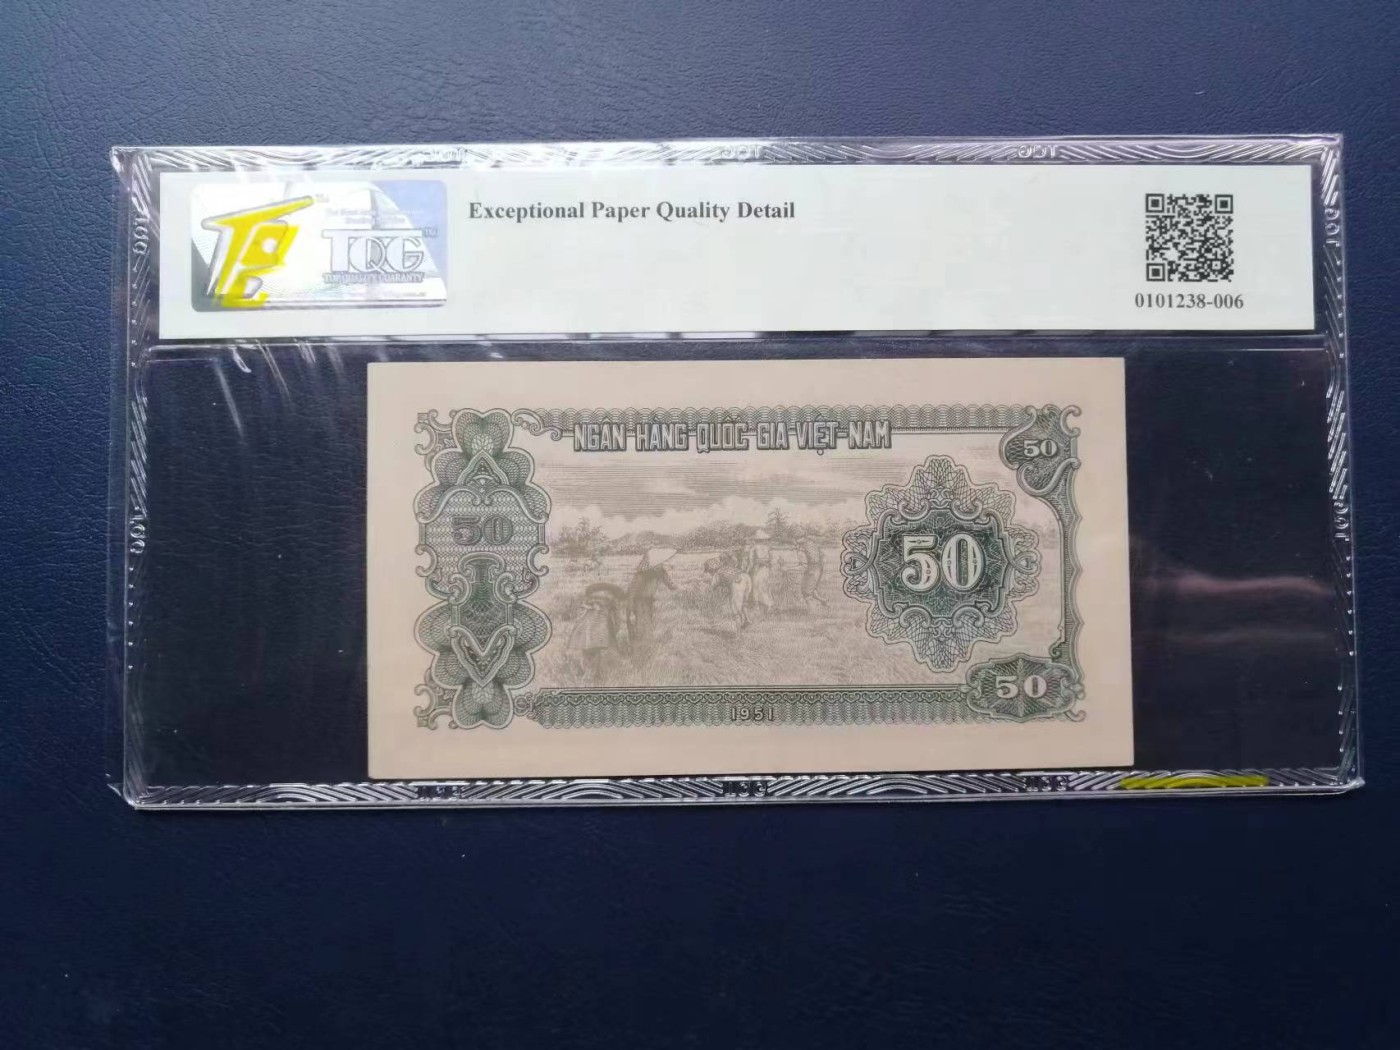 Exceptional Paper Quality Detail
TQG
TOP QUALITY GUARANTY
0101238-006
NGÂN HÀNG QUỐC GIA VIỆT NAM
50
50
50
50
1951